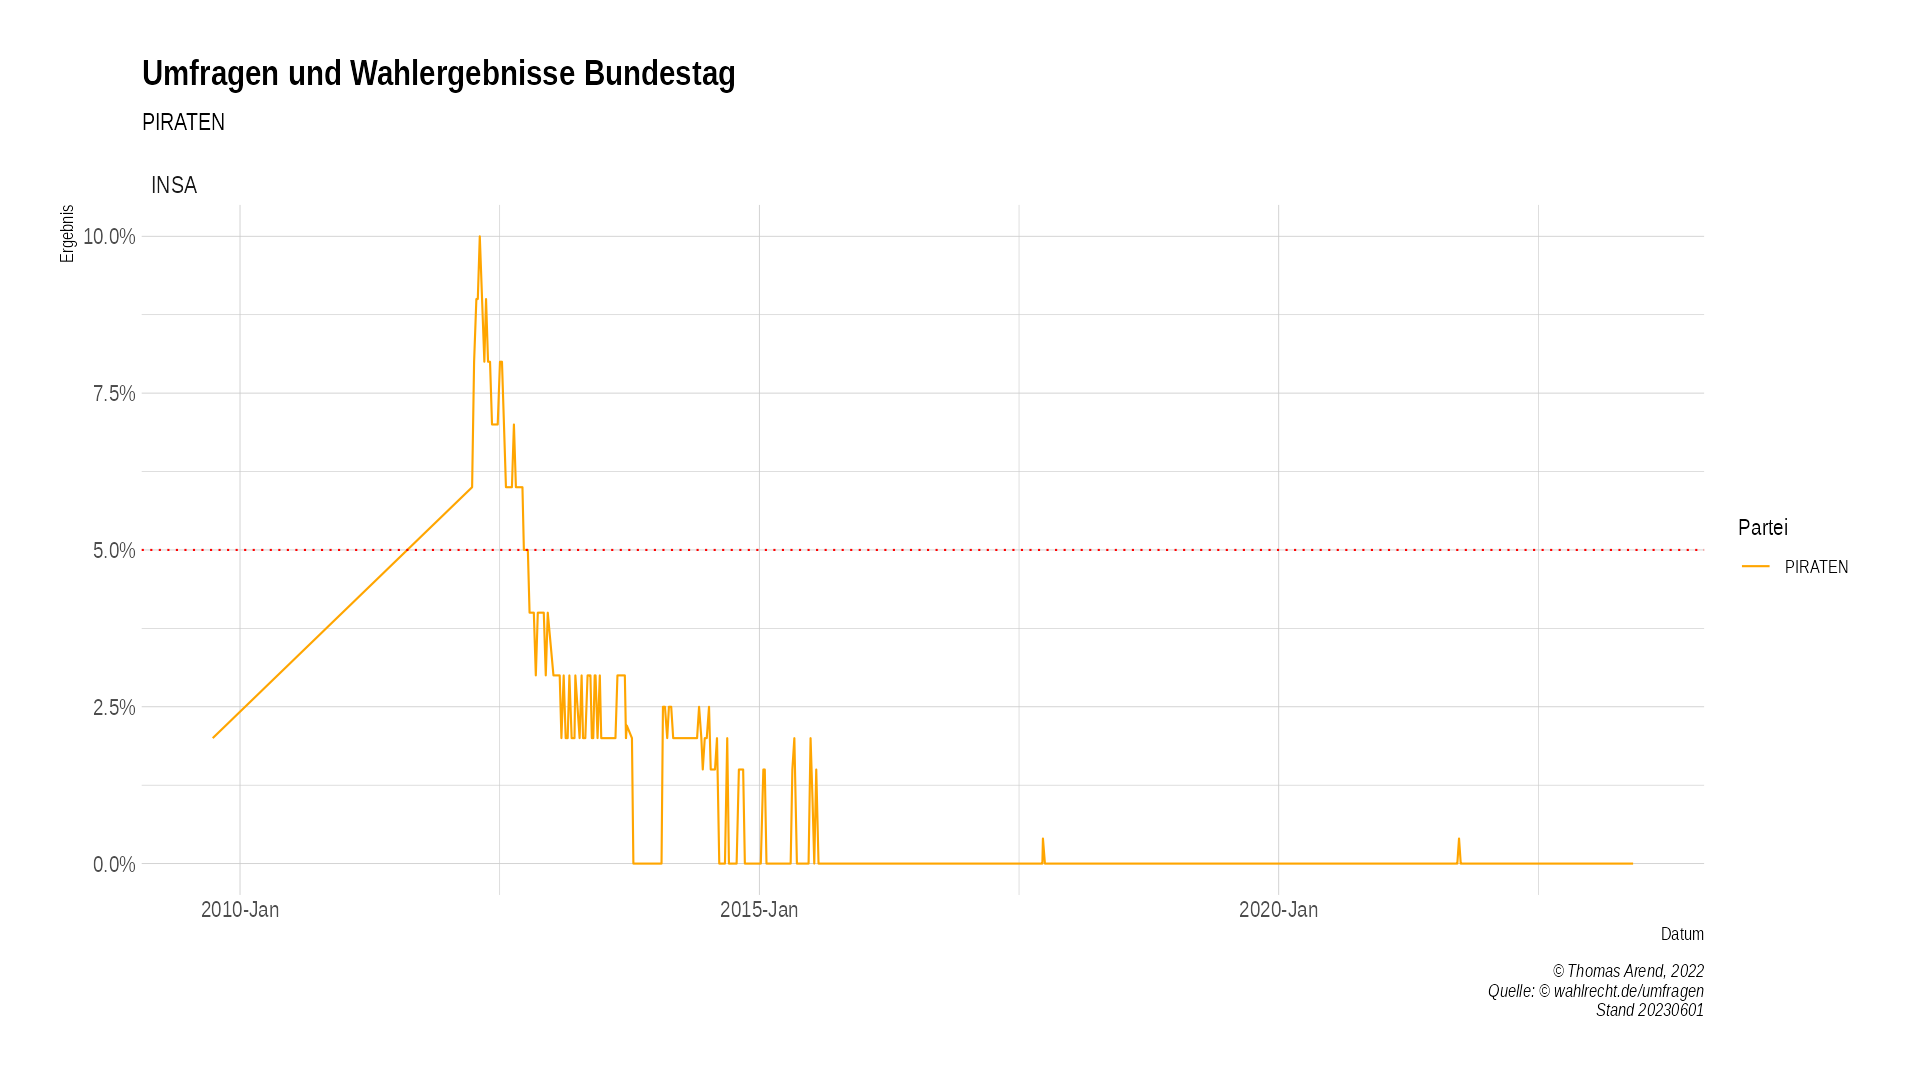 Umfragen und Wahlergebnisse Bundestag
PIRATEN
INSA
Ergebnis
10.0%
7.5%
5.0%
2.5%
0.0%
2010-Jan
2015-Jan
2020-Jan
Datum
Partei
PIRATEN
© Thomas Arend, 2022
Quelle: © wahlrecht.de/umfragen
Stand 20230601